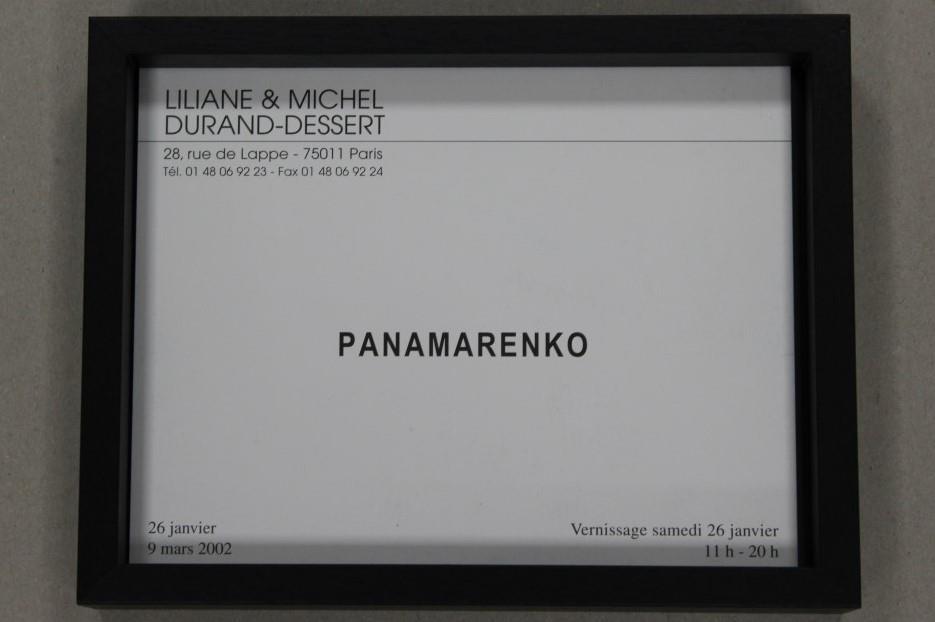 LILIANE & MICHEL
DURAND-DESSERT
28, rue de Lappe - 75011 Paris
Tél. 01 48 06 92 23 - Fax 01 48 06 92 24
PANAMARENKO
26 janvier
9 mars 2002
Vernissage samedi 26 janvier
11 h - 20 h